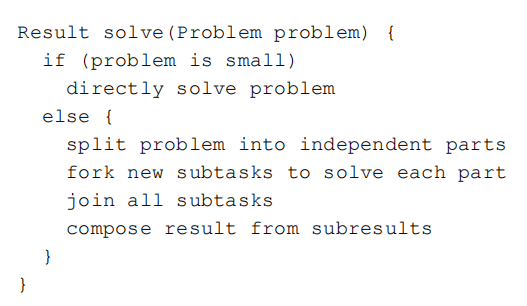 Result solve(Problem problem) {
  if (problem is small)
    directly solve problem
  else {
    split problem into independent parts
    fork new subtasks to solve each part
    join all subtasks
    compose result from subresults
  }
}